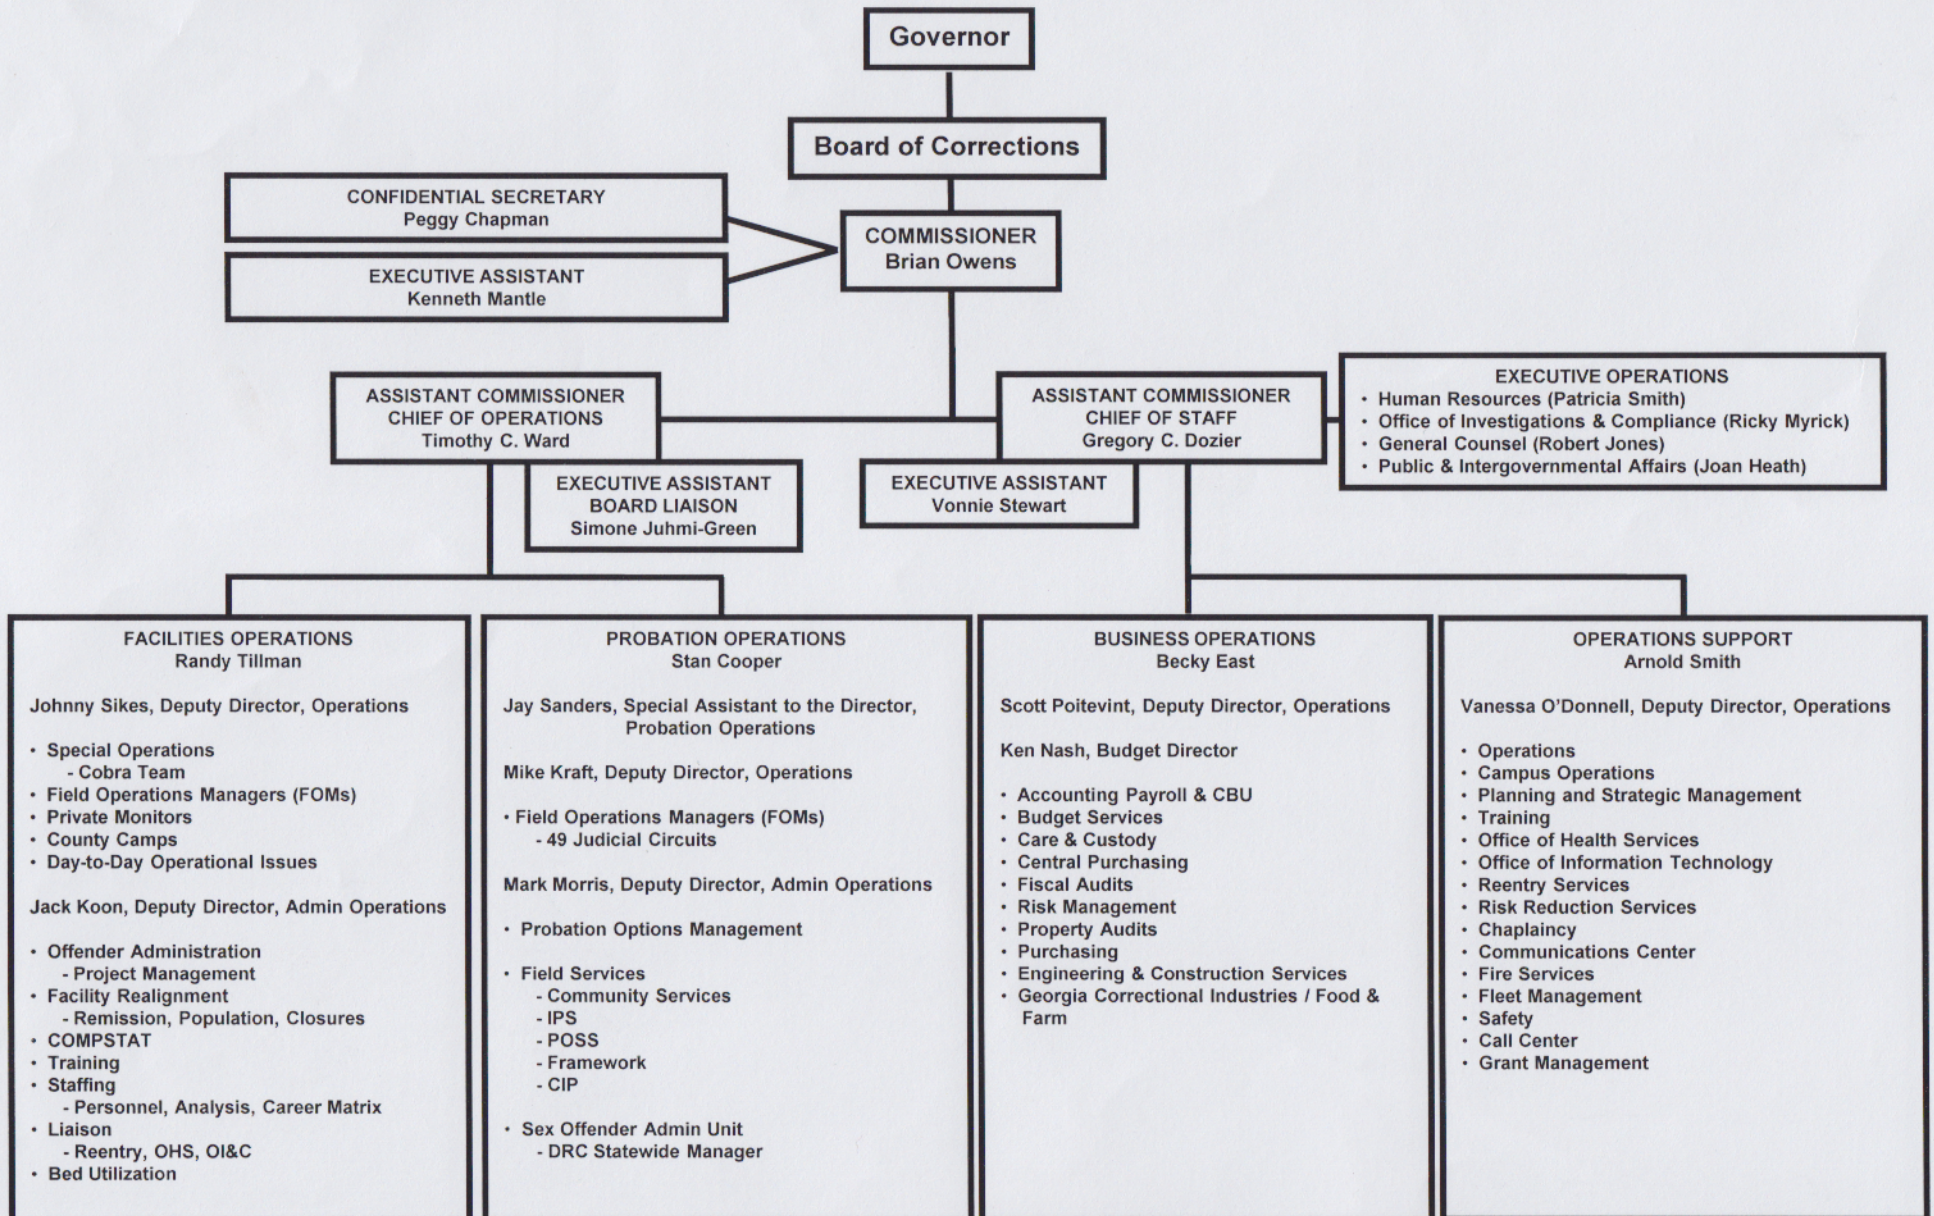 Governor
Board of Corrections
CONFIDENTIAL SECRETARY
Peggy Chapman
EXECUTIVE ASSISTANT
Kenneth Mantle
COMMISSIONER
Brian Owens
ASSISTANT COMMISSIONER
CHIEF OF OPERATIONS
Timothy C. Ward
EXECUTIVE ASSISTANT
BOARD LIAISON
Simone Juhmi-Green
ASSISTANT COMMISSIONER
CHIEF OF STAFF
Gregory C. Dozier
EXECUTIVE ASSISTANT
Vonnie Stewart
EXECUTIVE OPERATIONS
• Human Resources (Patricia Smith)
• Office of Investigations & Compliance (Ricky Myrick)
• General Counsel (Robert Jones)
• Public & Intergovernmental Affairs (Joan Heath)
FACILITIES OPERATIONS
Randy Tillman
Johnny Sikes, Deputy Director, Operations
• Special Operations
- Cobra Team
• Field Operations Managers (FOMs)
• Private Monitors
• County Camps
• Day-to-Day Operational Issues
Jack Koon, Deputy Director, Admin Operations
• Offender Administration
- Project Management
• Facility Realignment
- Remission, Population, Closures
• COMPSTAT
• Training
• Staffing
- Personnel, Analysis, Career Matrix
• Liaison
- Reentry, OHS, OI&C
• Bed Utilization
PROBATION OPERATIONS
Stan Cooper
Jay Sanders, Special Assistant to the Director,
Probation Operations
Mike Kraft, Deputy Director, Operations
• Field Operations Managers (FOMs)
- 49 Judicial Circuits
Mark Morris, Deputy Director, Admin Operations
• Probation Options Management
• Field Services
- Community Services
- IPS
- POSS
- Framework
- CIP
• Sex Offender Admin Unit
- DRC Statewide Manager
BUSINESS OPERATIONS
Becky East
Scott Poitevint, Deputy Director, Operations
Ken Nash, Budget Director
• Accounting Payroll & CBU
• Budget Services
• Care & Custody
• Central Purchasing
• Fiscal Audits
• Risk Management
• Property Audits
• Purchasing
• Engineering & Construction Services
• Georgia Correctional Industries / Food &
Farm
OPERATIONS SUPPORT
Arnold Smith
Vanessa O'Donnell, Deputy Director, Operations
• Operations
• Campus Operations
• Planning and Strategic Management
• Training
• Office of Health Services
• Office of Information Technology
• Reentry Services
• Risk Reduction Services
• Chaplaincy
• Communications Center
• Fire Services
• Fleet Management
• Safety
• Call Center
• Grant Management